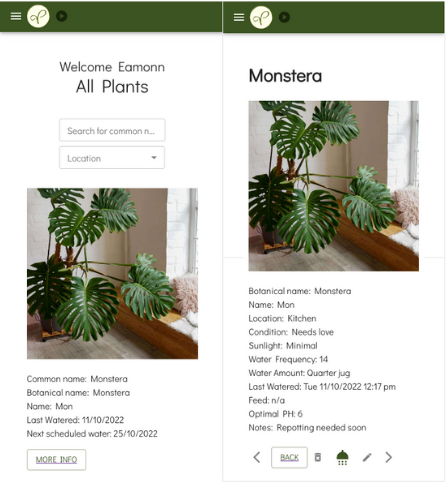 Welcome Eamonn
All Plants
Search for common n...
Location
Common name: Monstera
Botanical name: Monstera
Name: Mon
Last Watered: 11/10/2022
Next scheduled water: 25/10/2022
MORE INFO
Monstera
Botanical name: Monstera
Name: Mon
Location: Kitchen
Condition: Needs love
Sunlight: Minimal
Water Frequency: 14
Water Amount: Quarter jug
Last Watered: Tue 11/10/2022 12:17 pm
Feed: n/a
Optimal PH: 6
Notes: Repotting needed soon
BACK